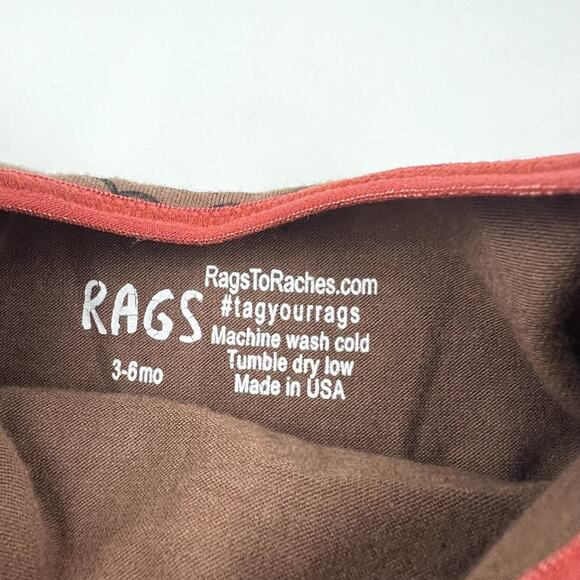 RAGS
3-6mo
RagsToRaches.com
#tagyourrags
Machine wash cold
Tumble dry low
Made in USA